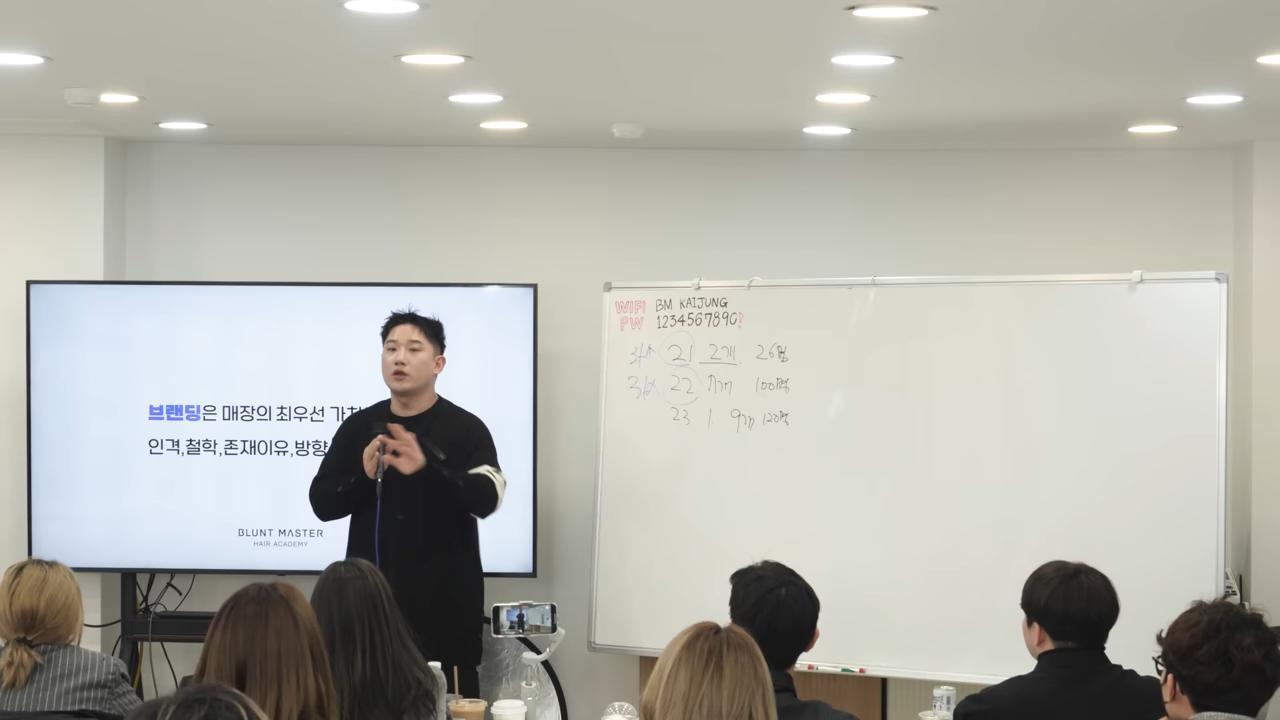 브랜딩은 매장의 최우선 가치
인격,철학,존재이유,방향
BLUNT MASTER
HAIR ACADEMY
WIFI BM KAIJUNG
PW 1234567890!
21 2개 26명
22 100명
23 1 9개 120명